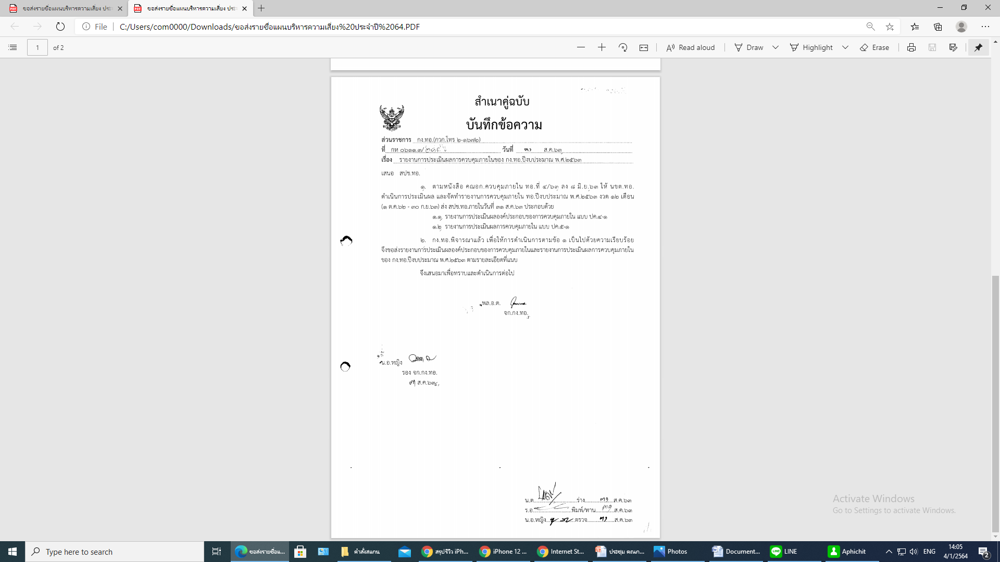 ขอส่งรายชื่อแผนบริหารความเสี่ยง ประ
ขอส่งรายชื่อแผนบริหารความเสี่ยง ประ
File
C:/Users/com0000/Downloads/ขอส่งรายชื่อแผนบริหารความเสี่ยง%20ประจำปี%2064.PDF
1 of 2
Read aloud
Draw
Highlight
Erase
สำเนาคู่ฉบับ
บันทึกข้อความ
ส่วนราชการ กง.ทอ.(กวก.โทร ๒-๑๖๗๒)
ที่ กห ๐๖๑๑.๗/ วันที่ ๓๑ ส.ค.๖๓
เรื่อง รายงานการประเมินผลการควบคุมภายในของ กง.ทอ.ปีงบประมาณ พ.ศ.๒๕๖๓
เสนอ สปช.ทอ.
๑. ตามหนังสือ คณอก.ควบคุมภายใน ทอ.ที่ ๔/๖๓ ลง ๘ มิ.ย.๖๓ ให้ นขต.ทอ.
ดำเนินการประเมินผล และจัดทำรายงานการควบคุมภายใน ทอ.ปีงบประมาณ พ.ศ.๒๕๖๓ งวด ๑๒ เดือน
(๑ ต.ค.๖๒ - ๓๐ ก.ย.๖๓) ส่ง สปช.ทอ.ภายในวันที่ ๓๑ ส.ค.๖๓ ประกอบด้วย
๑.๑ รายงานการประเมินผลองค์ประกอบของการควบคุมภายใน แบบ ปค.๔-๑
๑.๒ รายงานการประเมินผลการควบคุมภายใน แบบ ปค.๕-๑
๒. กง.ทอ.พิจารณาแล้ว เพื่อให้การดำเนินการตามข้อ ๑ เป็นไปด้วยความเรียบร้อย
จึงขอส่งรายงานการประเมินผลองค์ประกอบของการควบคุมภายในและรายงานการประเมินผลการควบคุมภายใน
ของ กง.ทอ.ปีงบประมาณ พ.ศ.๒๕๖๓ ตามรายละเอียดที่แนบ
จึงเสนอมาเพื่อทราบและดำเนินการต่อไป
พล.อ.ต.
จก.กง.ทอ.
น.อ.หญิง
รอง จก.กง.ทอ.
ส.ค.๖๓
น.ต. ร่าง ๓๑ ส.ค.๖๓
ร.อ. พิมพ์/ทาน ๓๑ ส.ค.๖๓
น.อ.หญิง ตรวจ ๓๑ ส.ค.๖๓
Activate Windows
Go to Settings to activate Windows.
Type here to search
ขอส่งรายชื่อแ...
คำสั่งสแกน
สรุปรีวิว iPh...
iPhone 12 ...
Internet St...
ประชุม คณก...
Photos
Document...
LINE
Aphichit
ENG
14:05
4/1/2564
2